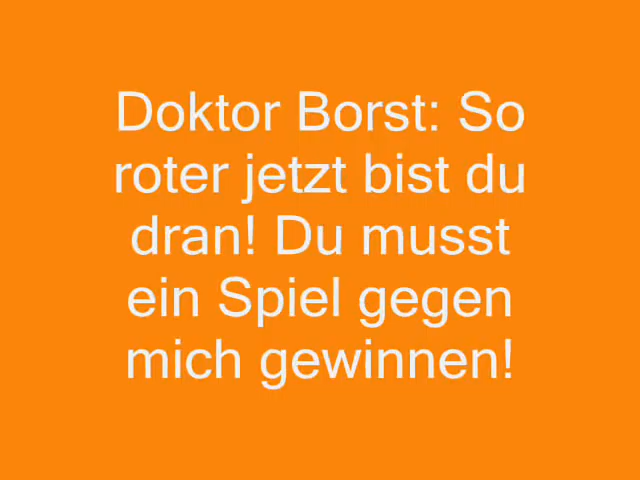 Doktor Borst: So
roter jetzt bist du
dran! Du musst
ein Spiel gegen
mich gewinnen!